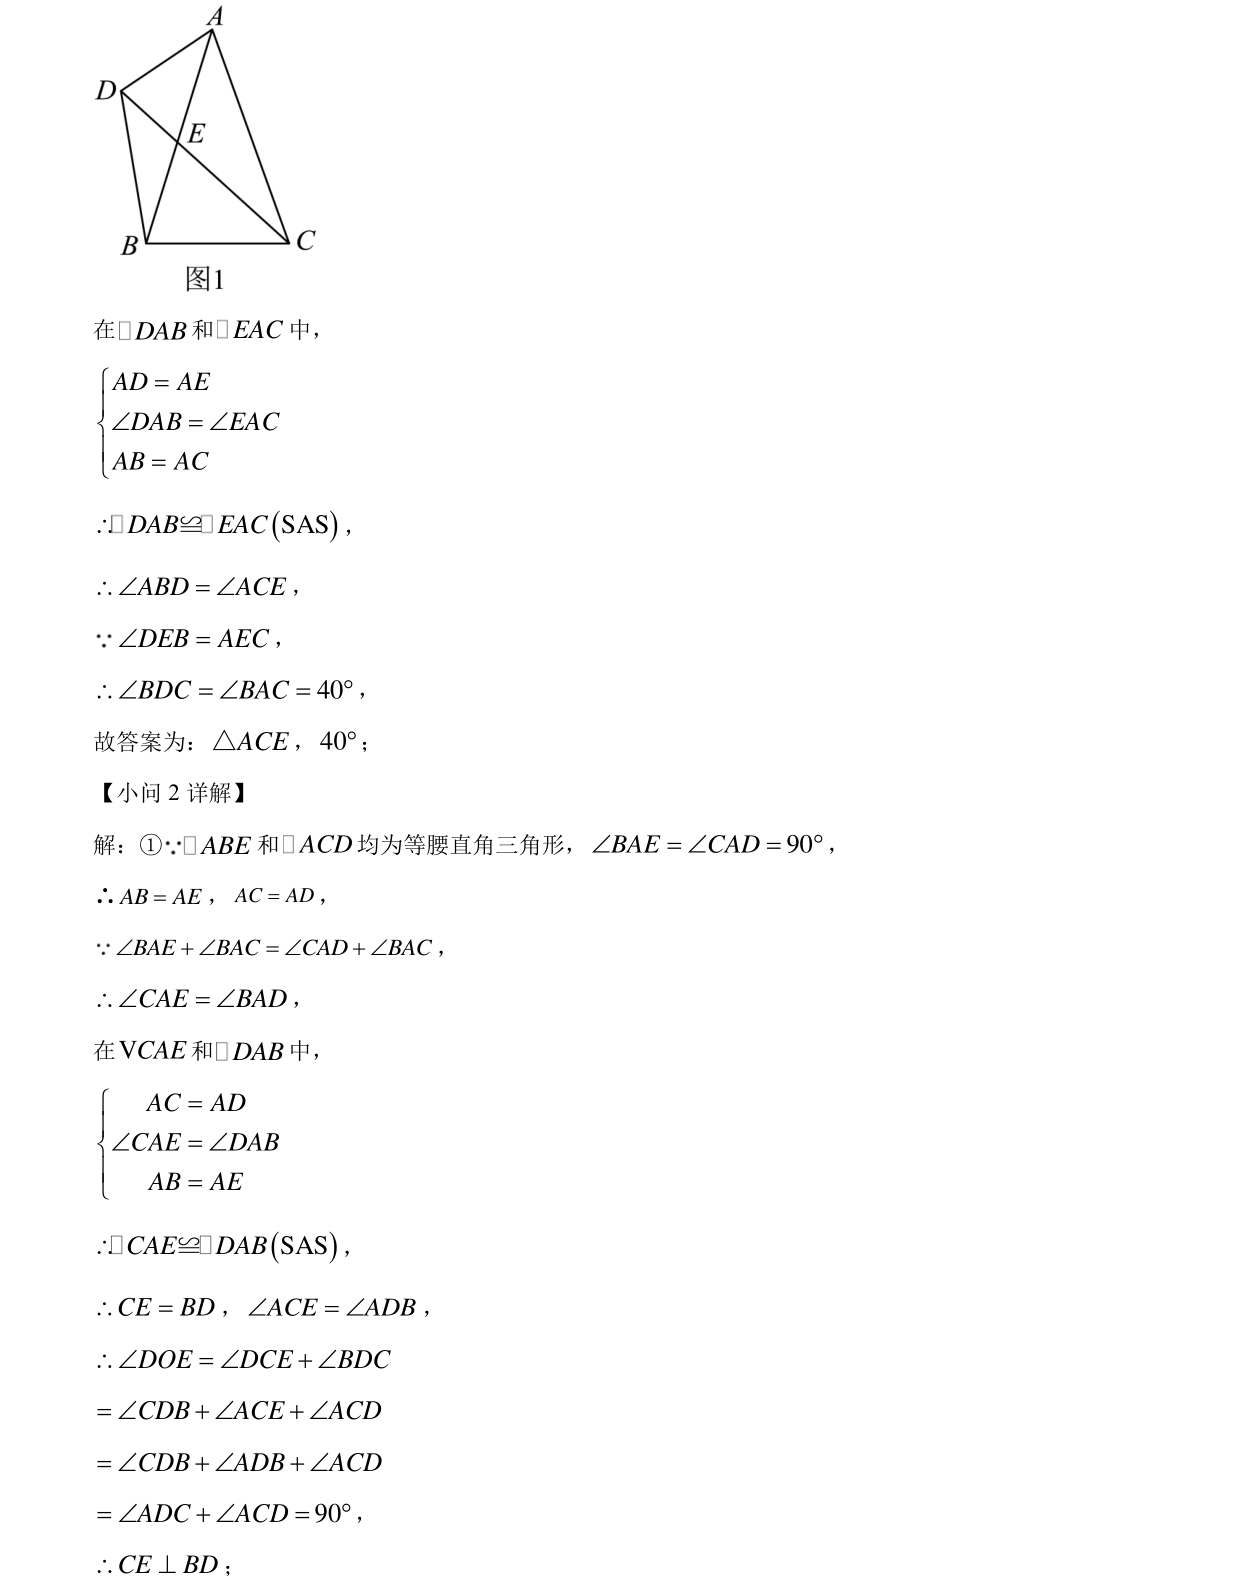 A
D
E
B
C
图1
在□DAB和□EAC中，
AD = AE
∠DAB = ∠EAC
AB = AC
∴□DAB≌□EAC(SAS)，
∴∠ABD = ∠ACE，
∵∠DEB = AEC，
∴∠BDC = ∠BAC = 40°，
故答案为：△ACE，40°；
【小问 2 详解】
解：①∵□ABE和□ACD均为等腰直角三角形，∠BAE = ∠CAD = 90°，
∴AB = AE，AC = AD，
∵∠BAE + ∠BAC = ∠CAD + ∠BAC，
∴∠CAE = ∠BAD，
在VCAE和□DAB中，
AC = AD
∠CAE = ∠DAB
AB = AE
∴□CAE≌□DAB(SAS)，
∴CE = BD，∠ACE = ∠ADB，
∴∠DOE = ∠DCE + ∠BDC
= ∠CDB + ∠ACE + ∠ACD
= ∠CDB + ∠ADB + ∠ACD
= ∠ADC + ∠ACD = 90°，
∴CE ⊥ BD；